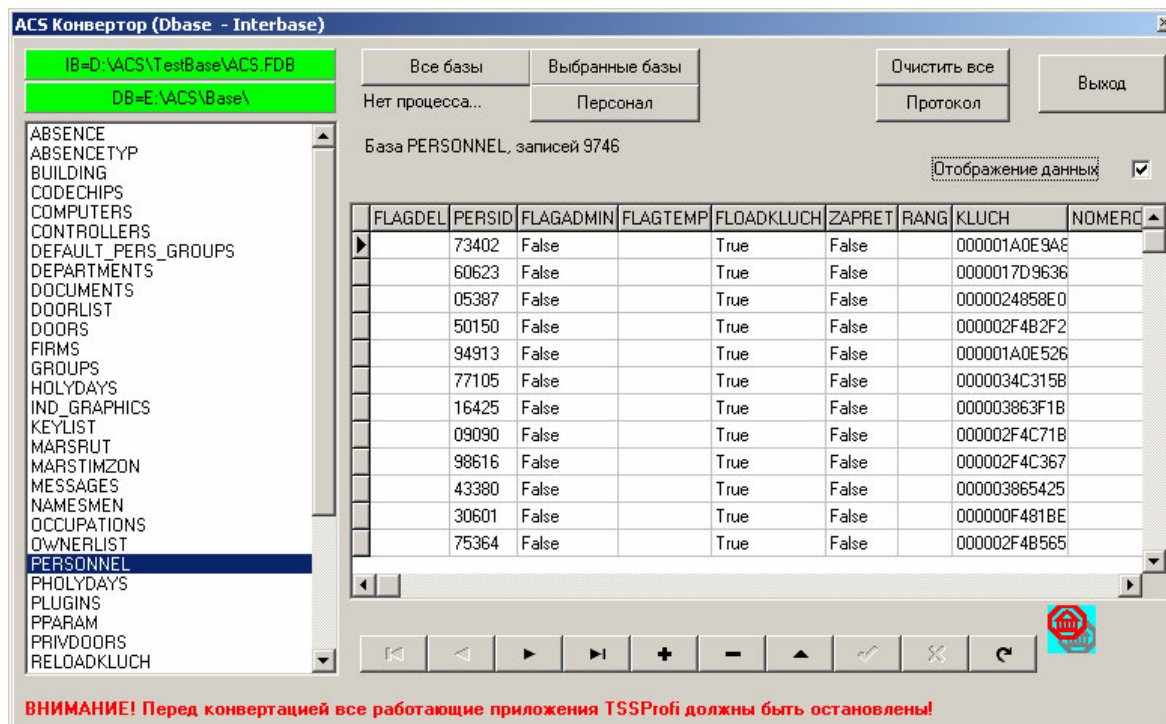 ACS Конвертор (Dbase - Interbase)
IB=D:\ACS\TestBase\ACS.FDB
DB=E:\ACS\Base\
Все базы
Выбранные базы
Очистить все
Выход
Нет процесса...
Персонал
Протокол
База PERSONNEL, записей 9746
Отображение данных
ABSENCE
ABSENCETYP
BUILDING
CODECHIPS
COMPUTERS
CONTROLLERS
DEFAULT_PERS_GROUPS
DEPARTMENTS
DOCUMENTS
DOORLIST
DOORS
FIRMS
GROUPS
HOLYDAYS
IND_GRAPHICS
KEYLIST
MARSRUT
MARSTIMZON
MESSAGES
NAMESMEN
OCCUPATIONS
OWNERLIST
PERSONNEL
PHOLYDAYS
PLUGINS
PPARAM
PRIVDOORS
RELOADKLUCH
FLAGDEL PERSID FLAGADMIN FLAGTEMP FLOADKLUCH ZAPRET RANG KLUCH NOMERC
73402 False True False 000001A0E9A8
60623 False True False 0000017D9636
05387 False True False 0000024858E0
50150 False True False 000002F4B2F2
94913 False True False 000001A0E526
77105 False True False 0000034C315B
16425 False True False 000003863F1B
09090 False True False 000002F4C71B
98616 False True False 000002F4C367
43380 False True False 000003865425
30601 False True False 000000F481BE
75364 False True False 000002F4B565
ВНИМАНИЕ! Перед конвертацией все работающие приложения TSSProfi должны быть остановлены!